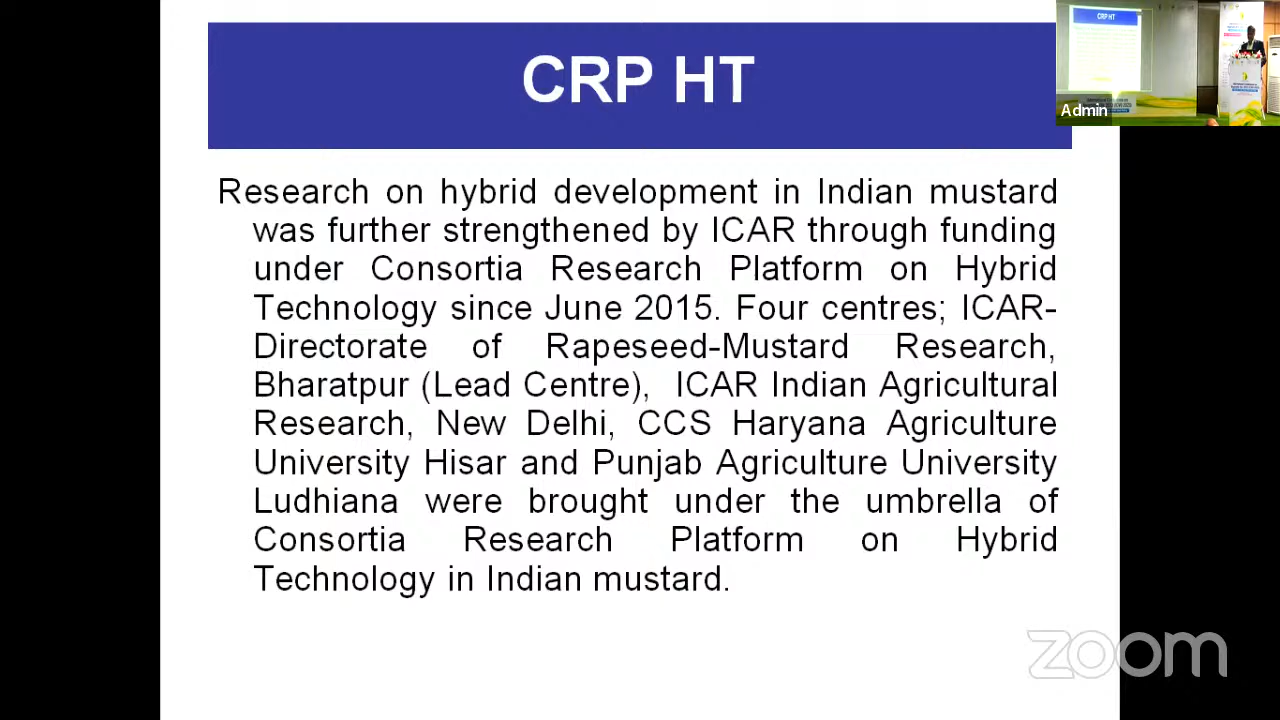 CRP HT
CRP HT
Admin
Research on hybrid development in Indian mustard
was further strengthened by ICAR through funding
under Consortia Research Platform on Hybrid
Technology since June 2015. Four centres; ICAR-
Directorate of Rapeseed-Mustard Research,
Bharatpur (Lead Centre), ICAR Indian Agricultural
Research, New Delhi, CCS Haryana Agriculture
University Hisar and Punjab Agriculture University
Ludhiana were brought under the umbrella of
Consortia Research Platform on Hybrid
Technology in Indian mustard.
zoom